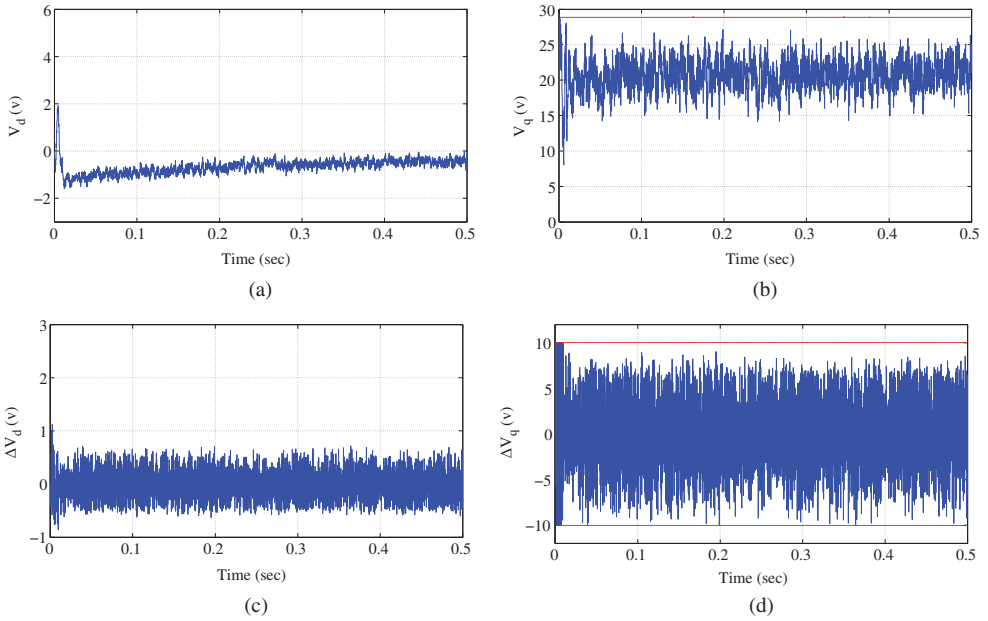 6
4
2
0
−2
V_d (v)
0 0.1 0.2 0.3 0.4 0.5
Time (sec)
(a)
30
25
20
15
10
5
0
V_q (v)
0 0.1 0.2 0.3 0.4 0.5
Time (sec)
(b)
3
2
1
0
−1
ΔV_d (v)
0 0.1 0.2 0.3 0.4 0.5
Time (sec)
(c)
10
5
0
−5
−10
ΔV_q (v)
0 0.1 0.2 0.3 0.4 0.5
Time (sec)
(d)